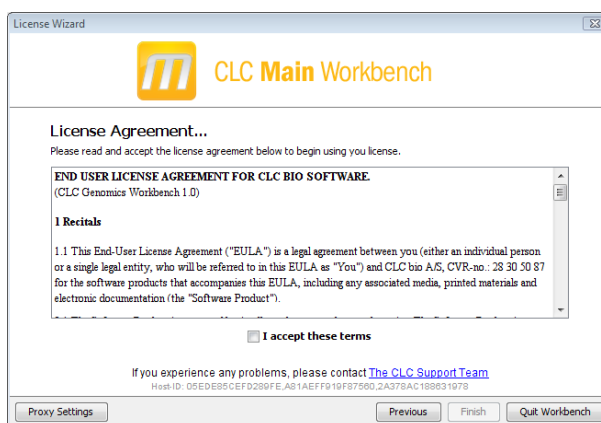 License Wizard
CLC Main Workbench
License Agreement...
Please read and accept the license agreement below to begin using you license.
END USER LICENSE AGREEMENT FOR CLC BIO SOFTWARE.
(CLC Genomics Workbench 1.0)
1 Recitals
1.1 This End-User License Agreement ("EULA") is a legal agreement between you (either an individual person
or a single legal entity, who will be referred to in this EULA as "You") and CLC bio A/S, CVR-no.: 28 30 50 87
for the software products that accompanies this EULA, including any associated media, printed materials and
electronic documentation (the "Software Product").
I accept these terms
If you experience any problems, please contact The CLC Support Team
Host-ID: 05EDE85CEFD289FE,A81AEFF919F87560,2A378AC188631978
Proxy Settings
Previous
Finish
Quit Workbench